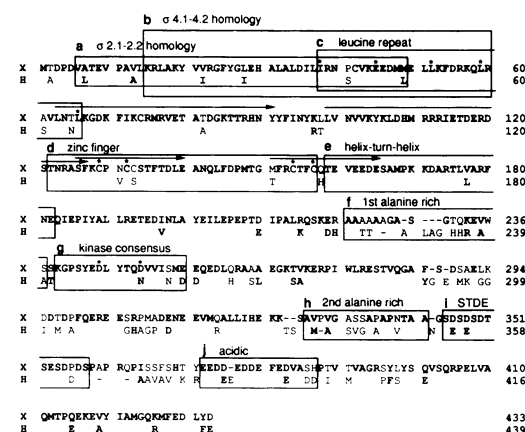 b σ 4.1-4.2 homology
a σ 2.1-2.2 homology
c leucine repeat
X MTDPDVATEV PAVLKRLAKY VVRGFYGLEH ALALDILIRN PCVKEEDMME LLKFDRKQLR 60
H A L A I I S L 60
X AVLNTLKGDK FIKCRMRVET ATDGKTTRHN YYFINYKLLV NVVKYKLDHM RRRIETDERD 120
H S N A RT 120
d zinc finger
e helix-turn-helix
X STNRASFKCP NCCSTFTDLE ANQLFDPMTG TFRCTFCQTE VEEDESAMPK KDARTLVARF 180
H V S T H L 180
f 1st alanine rich
X NEQIEPIYAL LRETEDINLA YEILEPEPTD IPALRQSKER AAAAAAGA-S ---GTQKEVW 236
H V E K DH TT - A LAG HHR A 239
g kinase consensus
X SSKGPSYEDL YTQDVVISME EQEDLQRAAA EGKTVKERPI WLRESTVQGA F-S-DSAELK 294
H AT N N D D H SL SA YG E MK GG 299
h 2nd alanine rich
i STDE
X DDTDPFQERE ESRPMADENE EVMQALLIHE KK--SAVPVG ASSAPAPNTA A-GSDSDSDT 351
H I M A GHAGP D R TS M-A SVG A V N E E 358
j acidic
X SESDPDSPAP RQPISSFSHT YEEDD-EDDE FEDVASHPTV TVAGRSYLYS QVSQRPELVA 410
H D - - AAVAV K R EE E DD I M PFS E 416
X QMTPQEKEVY IAMGQKMFED LYD 433
H E A R FE 439